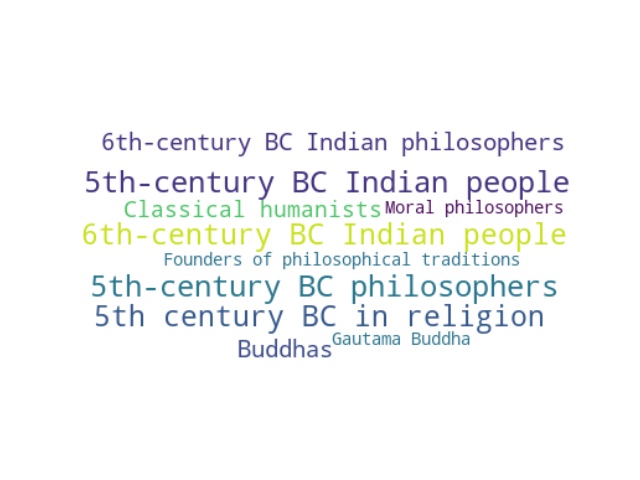 6th-century BC Indian philosophers
5th-century BC Indian people
Classical humanists Moral philosophers
6th-century BC Indian people
Founders of philosophical traditions
5th-century BC philosophers
5th century BC in religion
Buddhas Gautama Buddha